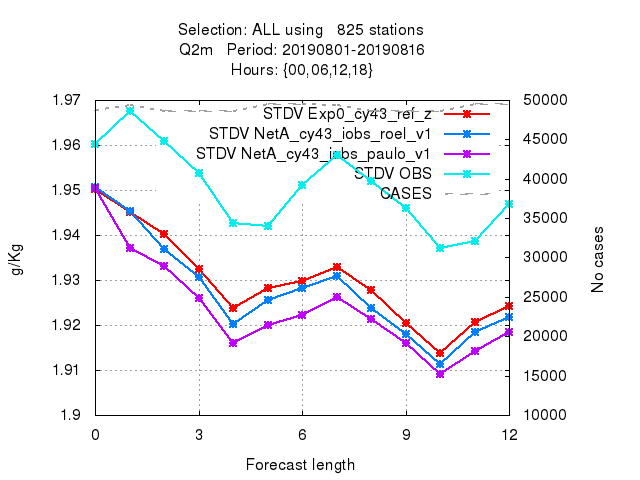 Selection: ALL using   825 stations
Q2m   Period: 20190801-20190816
Hours: {00,06,12,18}
STDV Exp0_cy43_ref_z
STDV NetA_cy43_iobs_roel_v1
STDV NetA_cy43_iobs_paulo_v1
STDV OBS
CASES
1.97
1.96
1.95
1.94
1.93
1.92
1.91
1.9
g/Kg
50000
45000
40000
35000
30000
25000
20000
15000
10000
No cases
0 3 6 9 12
Forecast length